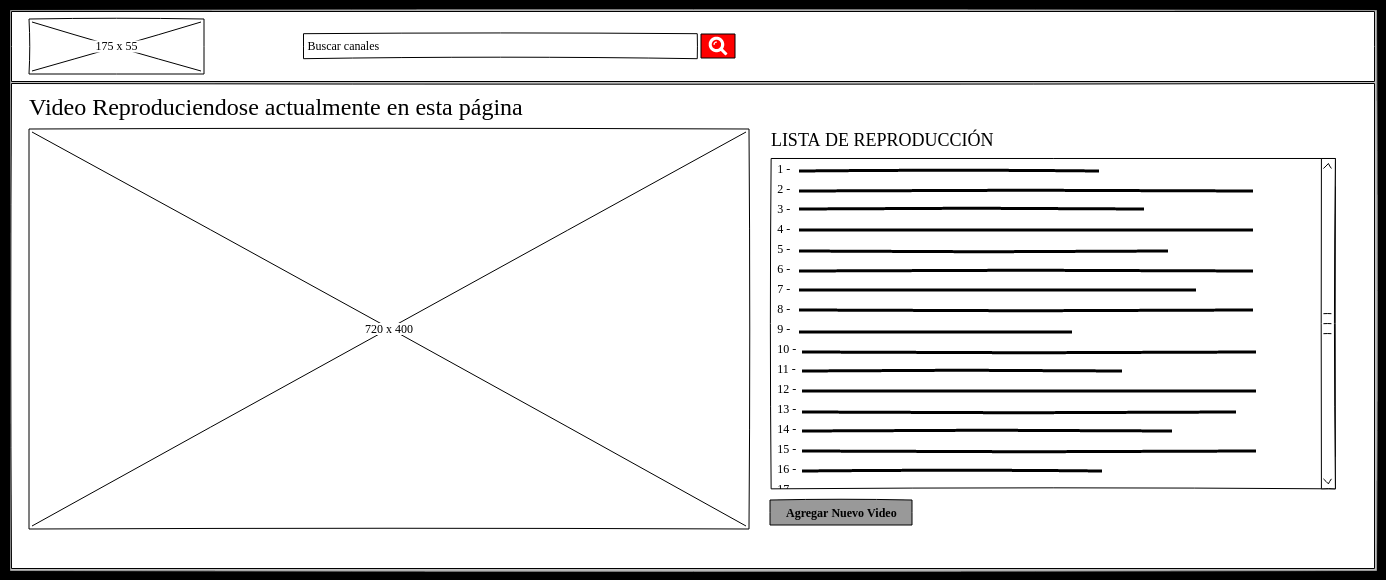 175 x 55
Buscar canales
Video Reproduciendose actualmente en esta página
720 x 400
LISTA DE REPRODUCCIÓN
1 -
2 -
3 -
4 -
5 -
6 -
7 -
8 -
9 -
10 -
11 -
12 -
13 -
14 -
15 -
16 -
17
Agregar Nuevo Video